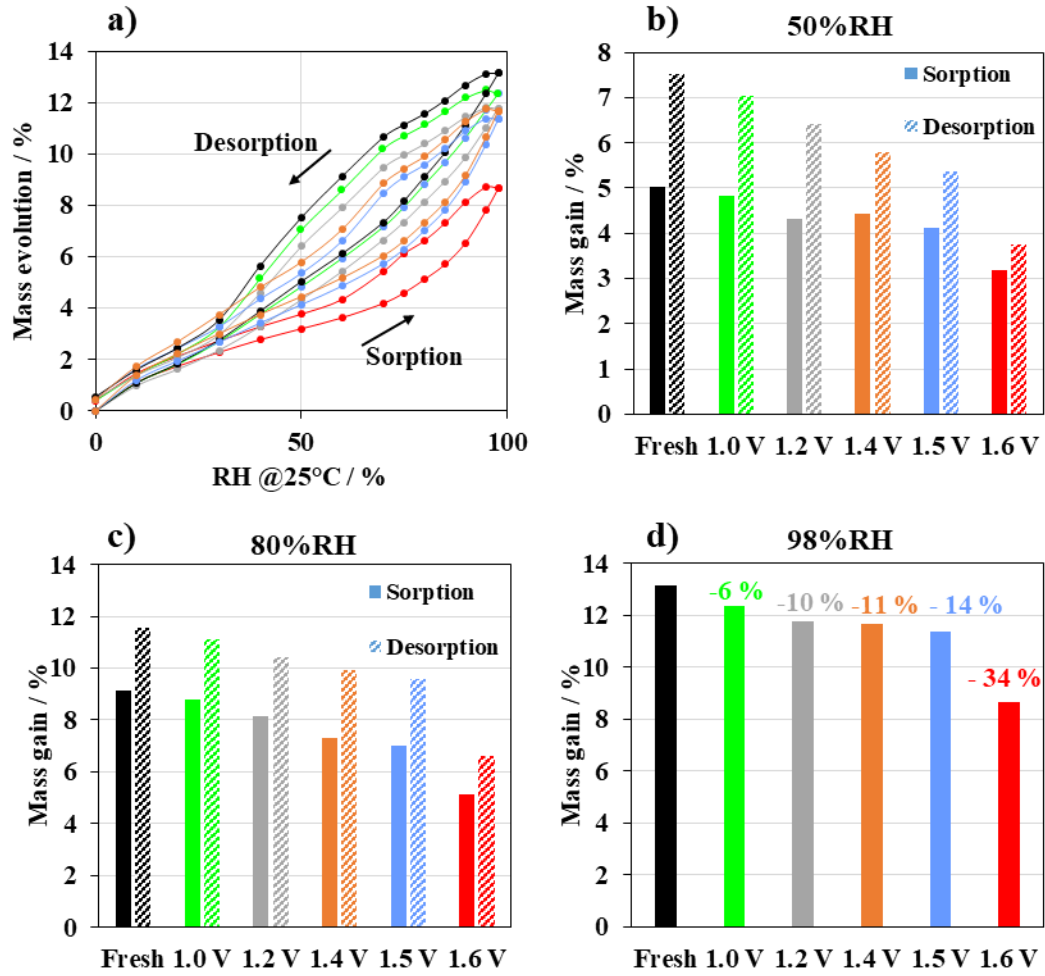 a)
14
12
10
8
6
4
2
0
Mass evolution / %
Desorption
Sorption
0 50 100
RH @25°C / %
b)
50%RH
8
7
6
5
4
3
2
1
0
Mass gain / %
Sorption
Desorption
Fresh 1.0 V 1.2 V 1.4 V 1.5 V 1.6 V
c)
80%RH
14
12
10
8
6
4
2
0
Mass gain / %
Sorption
Desorption
Fresh 1.0 V 1.2 V 1.4 V 1.5 V 1.6 V
d)
98%RH
14
12
10
8
6
4
2
0
Mass gain / %
-6 %
-10 %
-11 %
- 14 %
- 34 %
Fresh 1.0 V 1.2 V 1.4 V 1.5 V 1.6 V